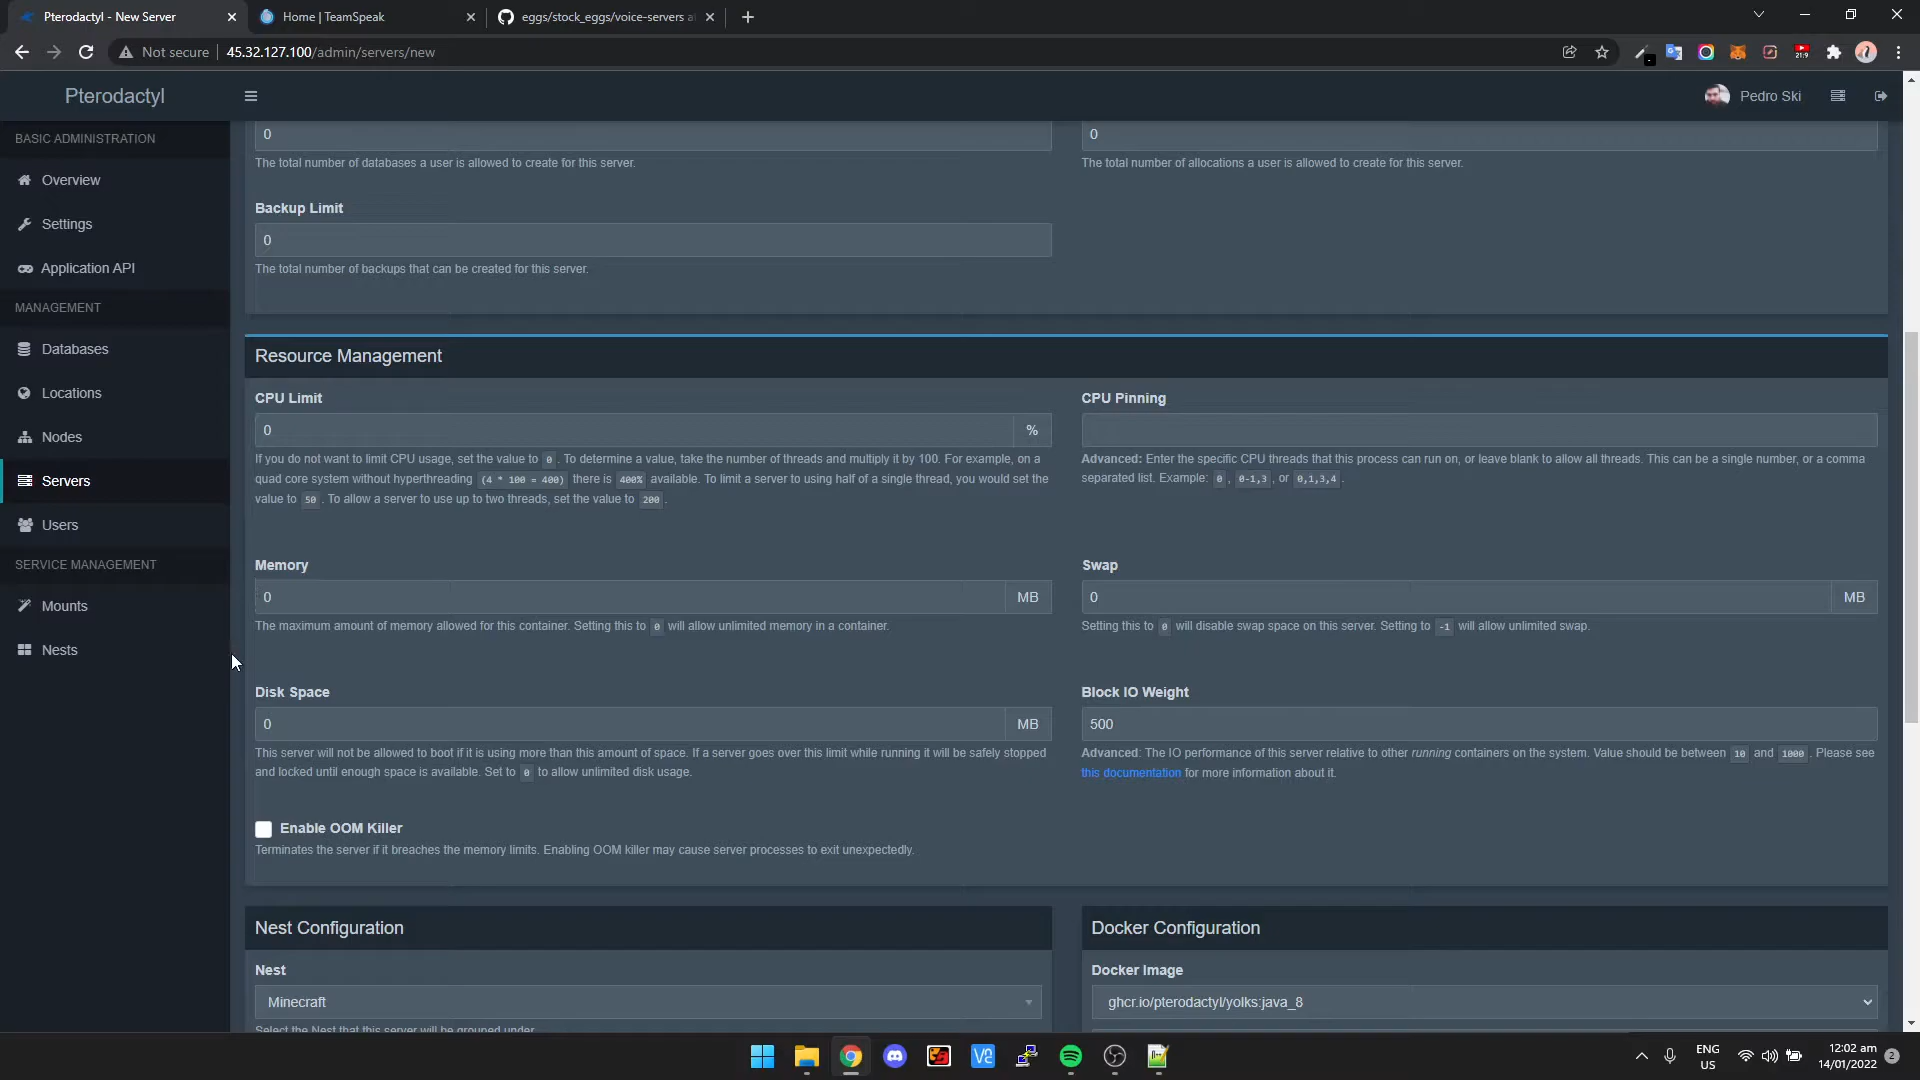 Pterodactyl - New Server
Home | TeamSpeak
eggs/stock_eggs/voice-servers a
Not secure
45.32.127.100/admin/servers/new
21:9
Pterodactyl
Pedro Ski
BASIC ADMINISTRATION
Overview
Settings
Application API
MANAGEMENT
Databases
Locations
Nodes
Servers
Users
SERVICE MANAGEMENT
Mounts
Nests
0
The total number of databases a user is allowed to create for this server.
0
The total number of allocations a user is allowed to create for this server.
Backup Limit
0
The total number of backups that can be created for this server.
Resource Management
CPU Limit
0
%
If you do not want to limit CPU usage, set the value to 0 . To determine a value, take the number of threads and multiply it by 100. For example, on a
quad core system without hyperthreading (4 * 100 = 400) there is 400% available. To limit a server to using half of a single thread, you would set the
value to 50 . To allow a server to use up to two threads, set the value to 200 .
CPU Pinning
Advanced: Enter the specific CPU threads that this process can run on, or leave blank to allow all threads. This can be a single number, or a comma
separated list. Example: 0 , 0-1,3 , or 0,1,3,4 .
Memory
0
MB
The maximum amount of memory allowed for this container. Setting this to 0 will allow unlimited memory in a container.
Swap
0
MB
Setting this to 0 will disable swap space on this server. Setting to -1 will allow unlimited swap.
Disk Space
0
MB
This server will not be allowed to boot if it is using more than this amount of space. If a server goes over this limit while running it will be safely stopped
and locked until enough space is available. Set to 0 to allow unlimited disk usage.
Block IO Weight
500
Advanced: The IO performance of this server relative to other running containers on the system. Value should be between 10 and 1000 . Please see
this documentation for more information about it.
Enable OOM Killer
Terminates the server if it breaches the memory limits. Enabling OOM killer may cause server processes to exit unexpectedly.
Nest Configuration
Nest
Minecraft
Select the Nest that this server will be grouped under
Docker Configuration
Docker Image
ghcr.io/pterodactyl/yolks:java_8
ENG
US
12:02 am
14/01/2022
2